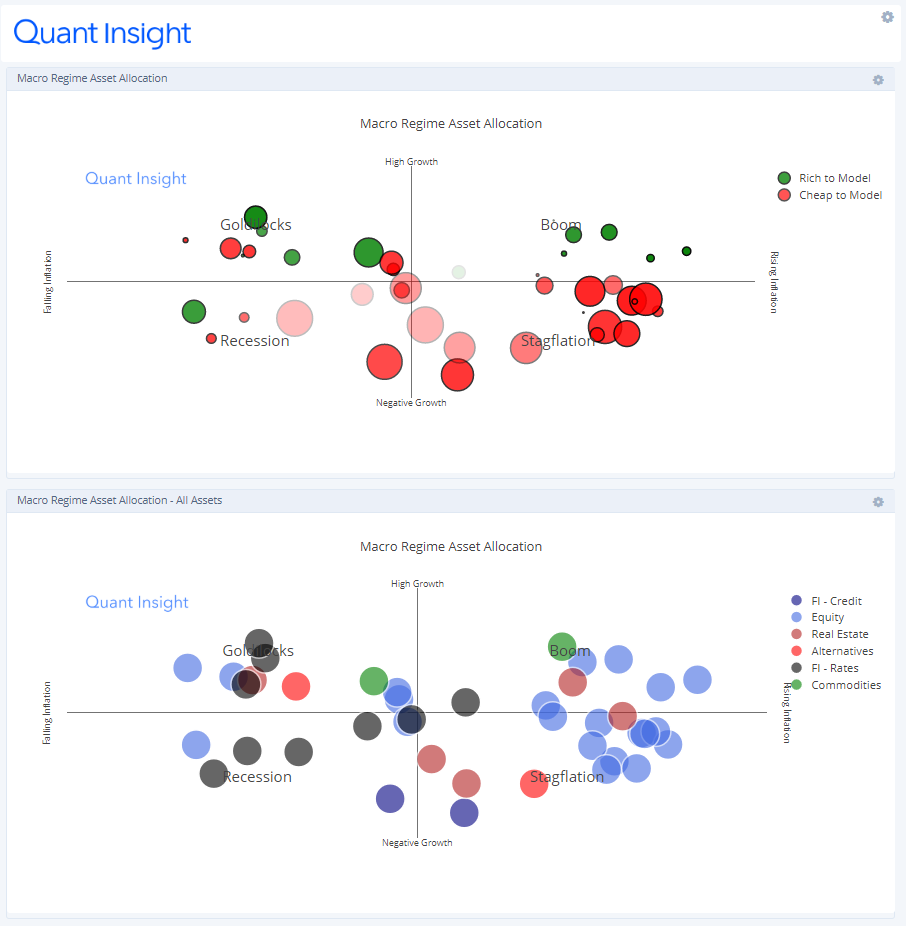 Quant Insight
Macro Regime Asset Allocation
Macro Regime Asset Allocation
High Growth
Quant Insight
Rich to Model
Cheap to Model
Goldilocks
Boom
Falling Inflation
Rising Inflation
Recession
Stagflation
Negative Growth
Macro Regime Asset Allocation - All Assets
Macro Regime Asset Allocation
High Growth
Quant Insight
FI - Credit
Equity
Real Estate
Alternatives
FI - Rates
Commodities
Goldilocks
Boom
Falling Inflation
Rising Inflation
Recession
Stagflation
Negative Growth